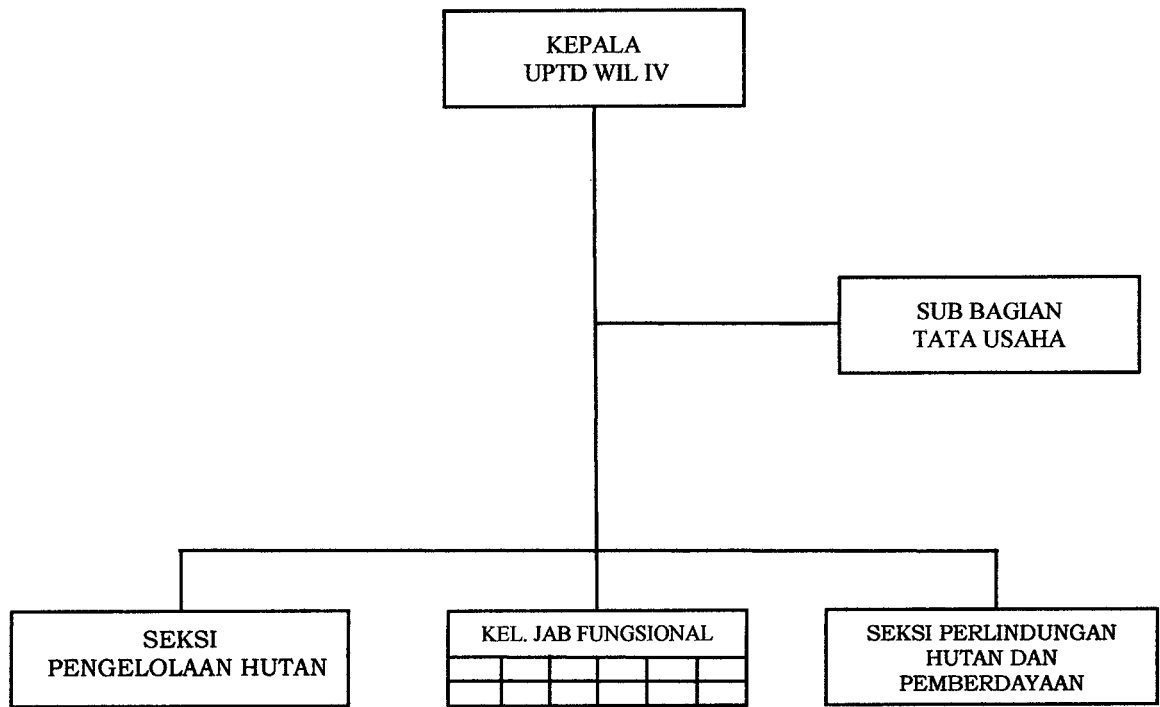 KEPALA
UPTD WIL IV
SUB BAGIAN
TATA USAHA
SEKSI
PENGELOLAAN HUTAN
KEL. JAB FUNGSIONAL
SEKSI PERLINDUNGAN
HUTAN DAN
PEMBERDAYAAN